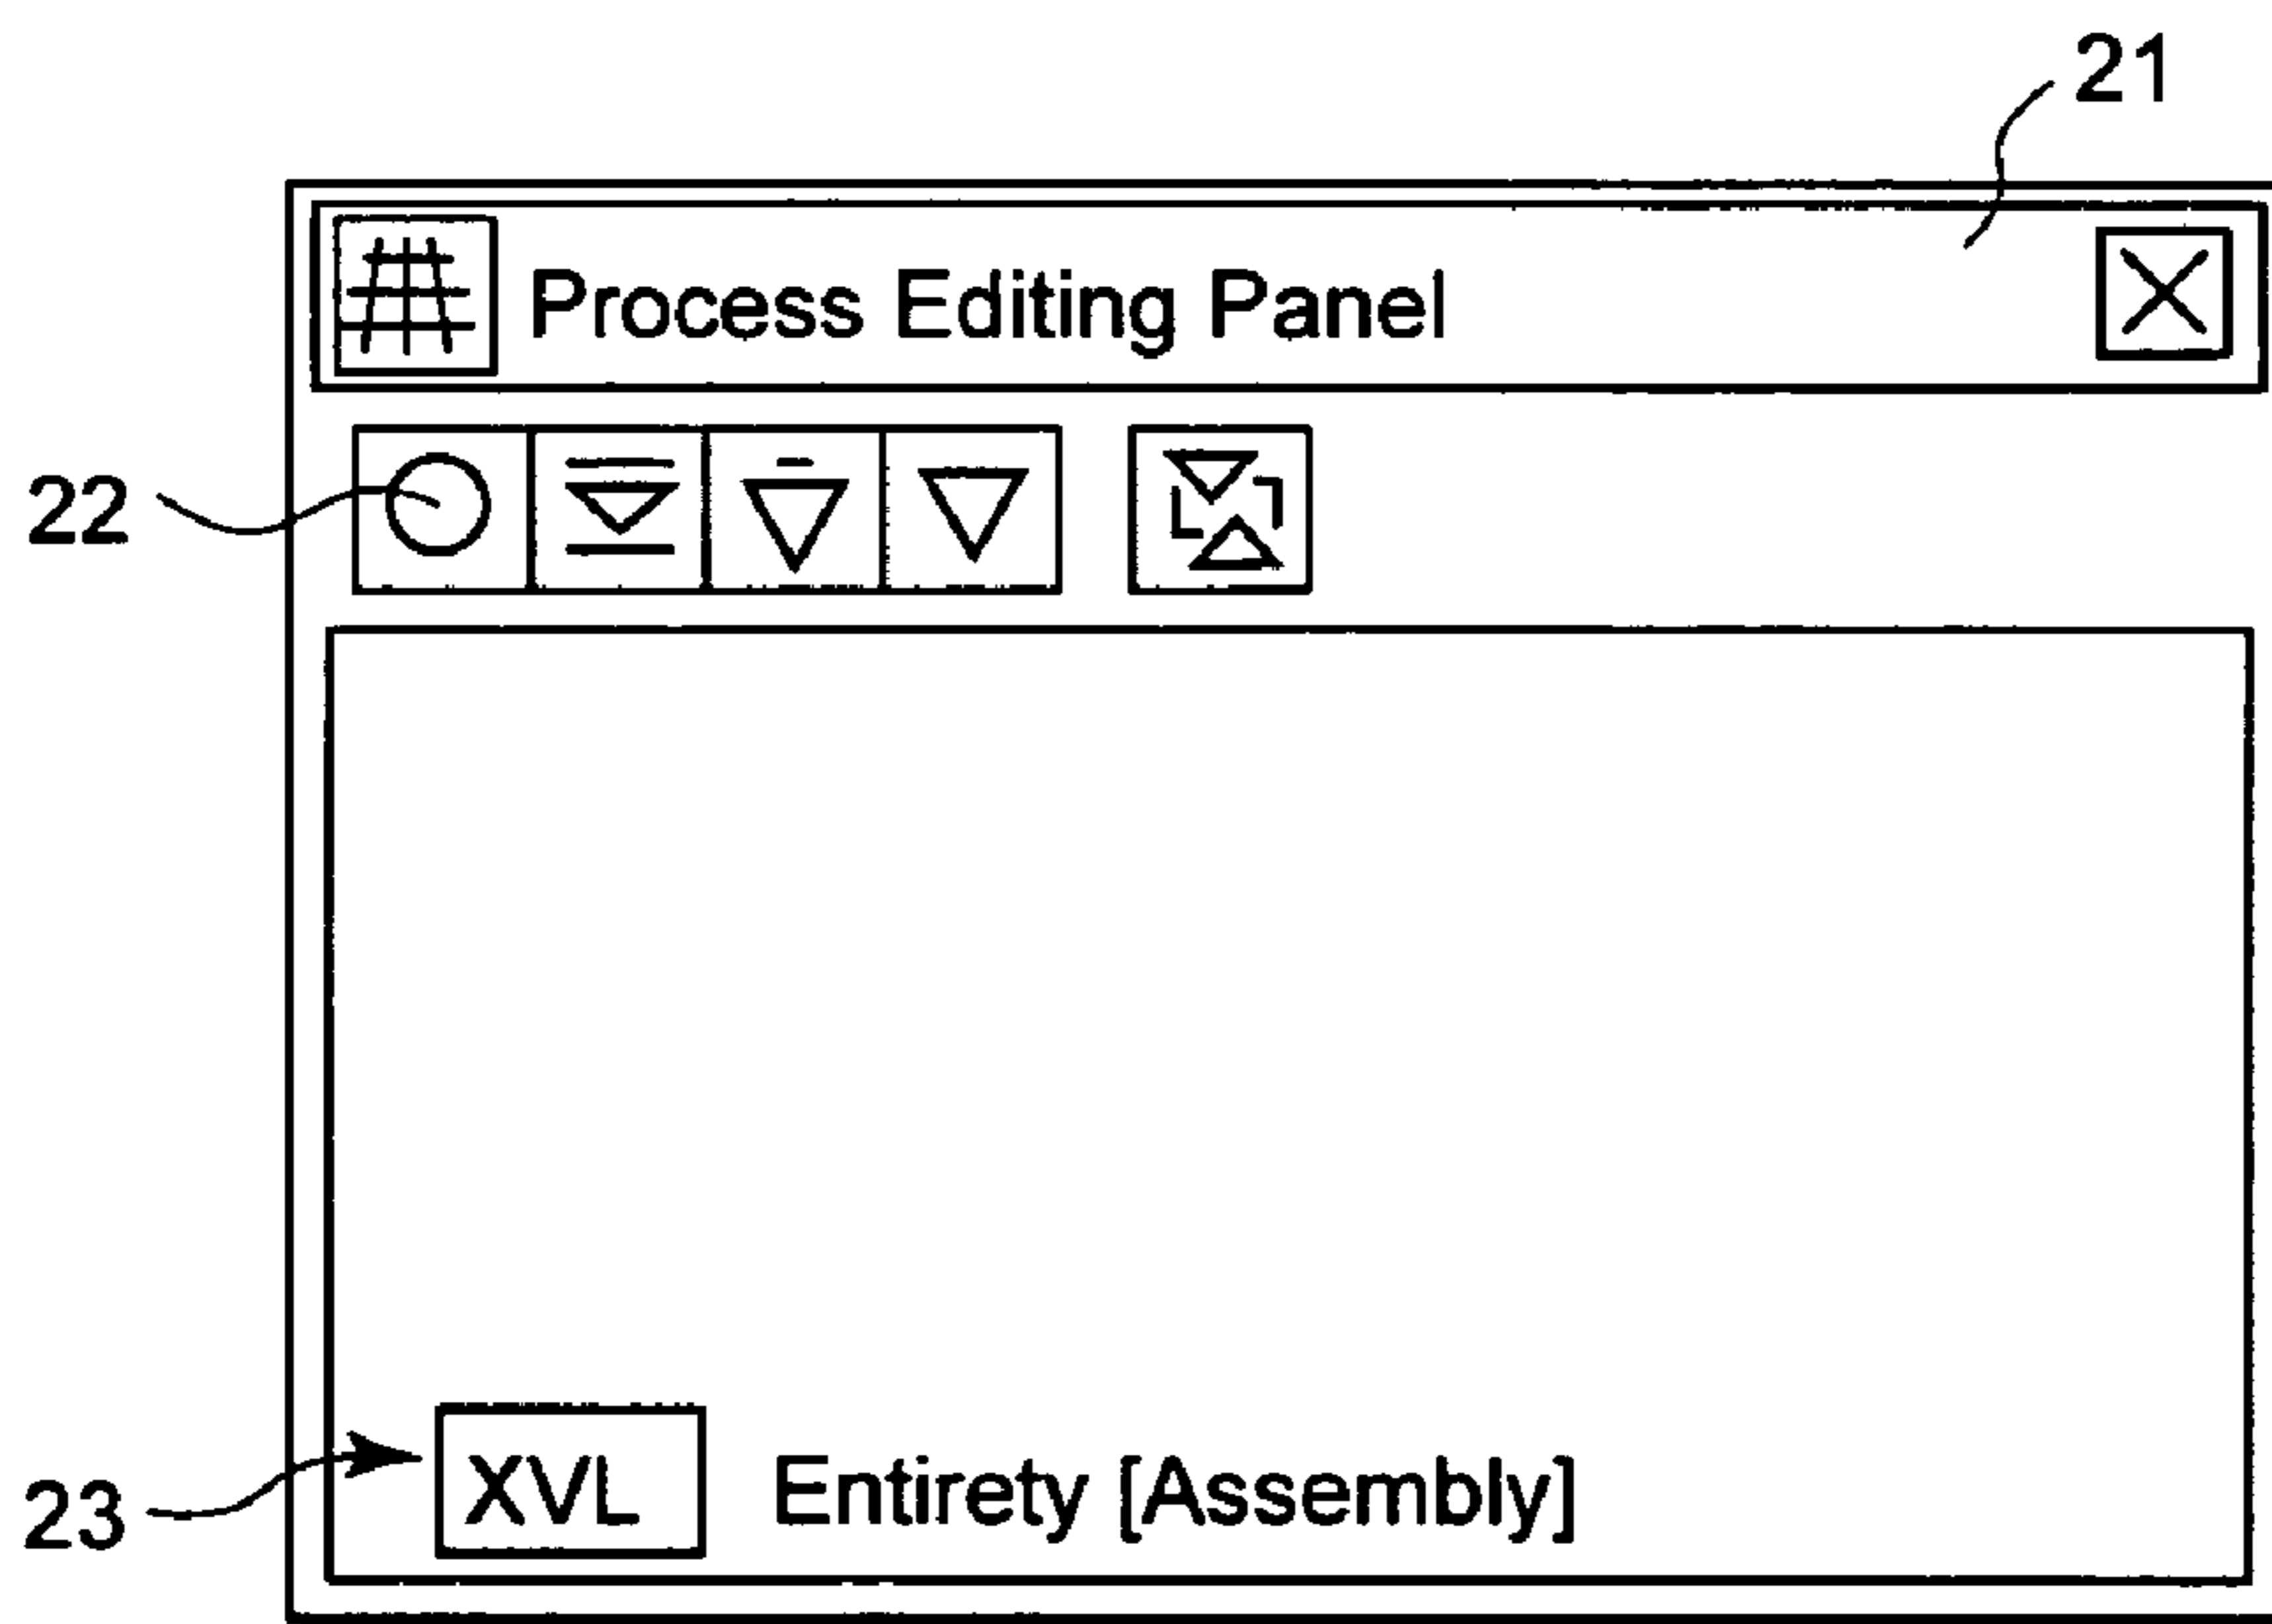 21
Process Editing Panel
22
XVL Entirety [Assembly]
23